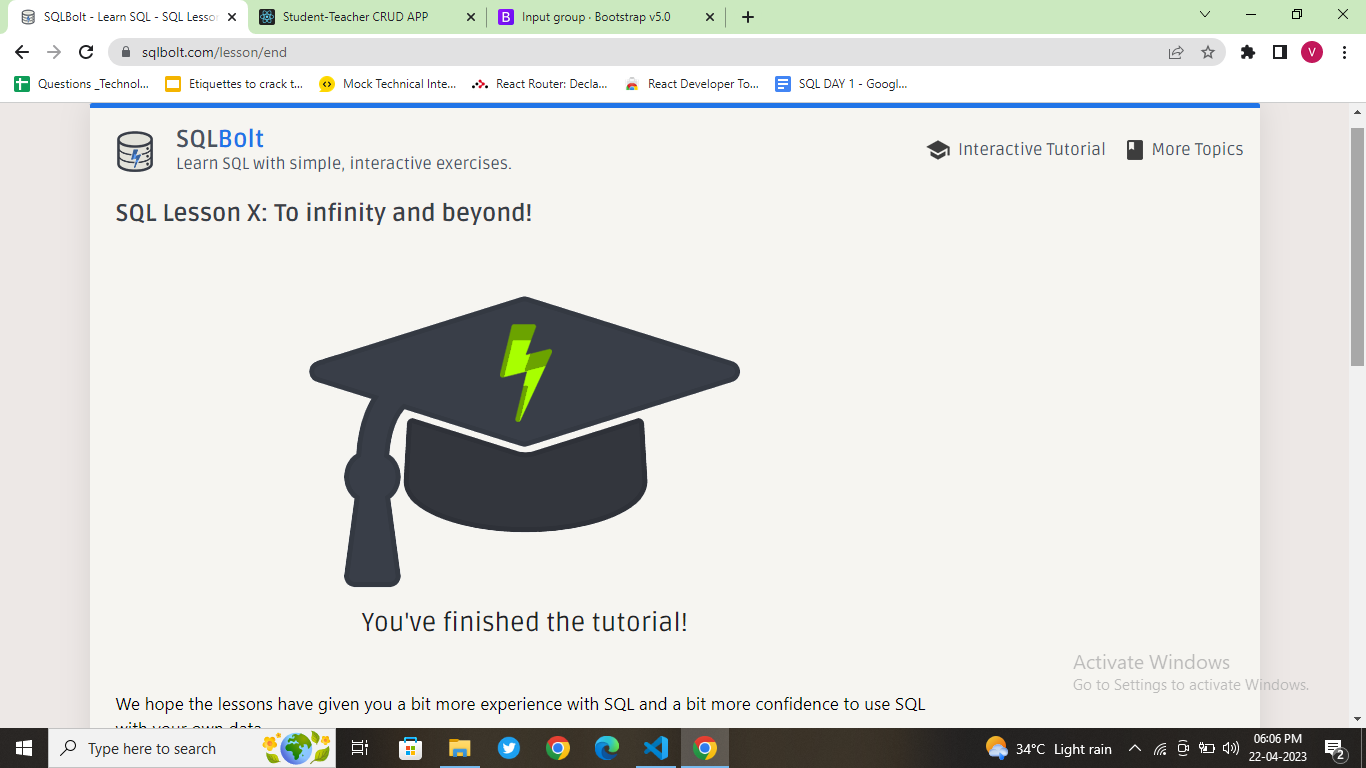 SQLBolt - Learn SQL - SQL Lesson
Student-Teacher CRUD APP
Input group · Bootstrap v5.0
sqlbolt.com/lesson/end
V
Questions _Technol...
Etiquettes to crack t...
Mock Technical Inte...
React Router: Decla...
React Developer To...
SQL DAY 1 - Googl...
SQLBolt
Learn SQL with simple, interactive exercises.
Interactive Tutorial
More Topics
SQL Lesson X: To infinity and beyond!
You've finished the tutorial!
We hope the lessons have given you a bit more experience with SQL and a bit more confidence to use SQL
with your own data.
Activate Windows
Go to Settings to activate Windows.
Type here to search
34°C Light rain
06:06 PM
22-04-2023
2